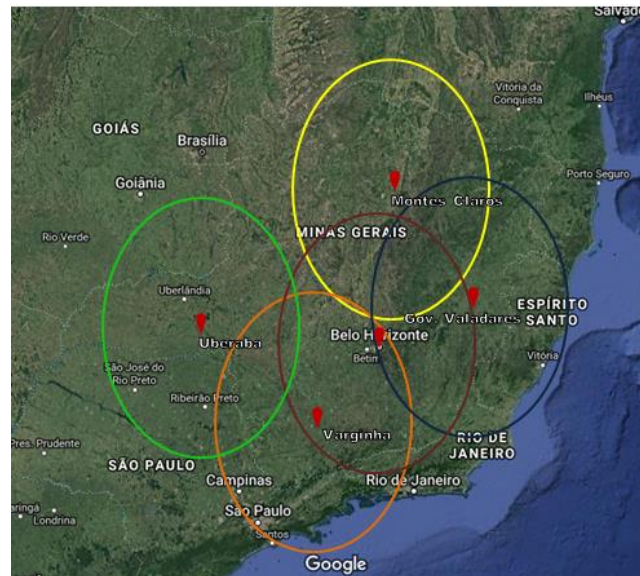 Salvador
Vitória da
Conquista
Ilhéus
GOIÁS
Brasília
Goiânia
Porto Seguro
Montes Claros
Rio Verde
MINAS GERAIS
Uberlândia
ESPÍRITO
SANTO
Gov. Valadares
Belo Horizonte
Uberaba
Betim
Vitória
São José do
Rio Preto
Ribeirão Preto
Varginha
RIO DE
JANEIRO
Pres. Prudente
SÃO PAULO
Campinas
Rio de Janeiro
São Paulo
Londrina
Santos
Google